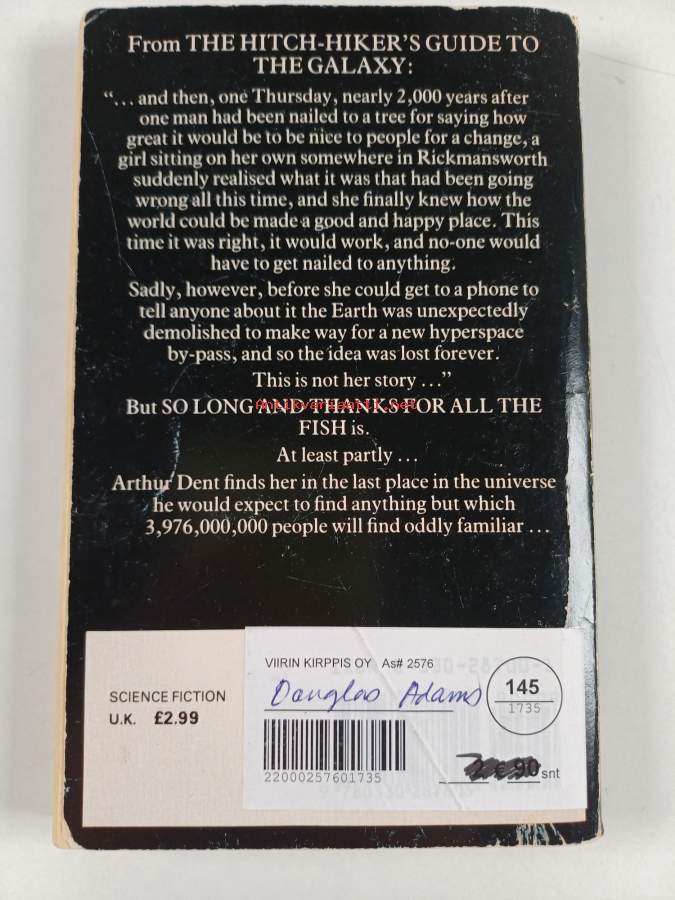 From THE HITCH-HIKER'S GUIDE TO
THE GALAXY:
“... and then, one Thursday, nearly 2,000 years after
one man had been nailed to a tree for saying how
great it would be to be nice to people for a change, a
girl sitting on her own somewhere in Rickmansworth
suddenly realised what it was that had been going
wrong all this time, and she finally knew how the
world could be made a good and happy place. This
time it was right, it would work, and no-one would
have to get nailed to anything.
Sadly, however, before she could get to a phone to
tell anyone about it the Earth was unexpectedly
demolished to make way for a new hyperspace
by-pass, and so the idea was lost forever.
This is not her story ...”
But SO LONG AND THANKS FOR ALL THE
Antikvariaatti.net
FISH is.
At least partly ...
Arthur Dent finds her in the last place in the universe
he would expect to find anything but which
3,976,000,000 people will find oddly familiar ...
SCIENCE FICTION
U.K. £2.99
VIIRIN KIRPPIS OY As# 2576
Douglas Adams
145
1735
22000257601735
snt